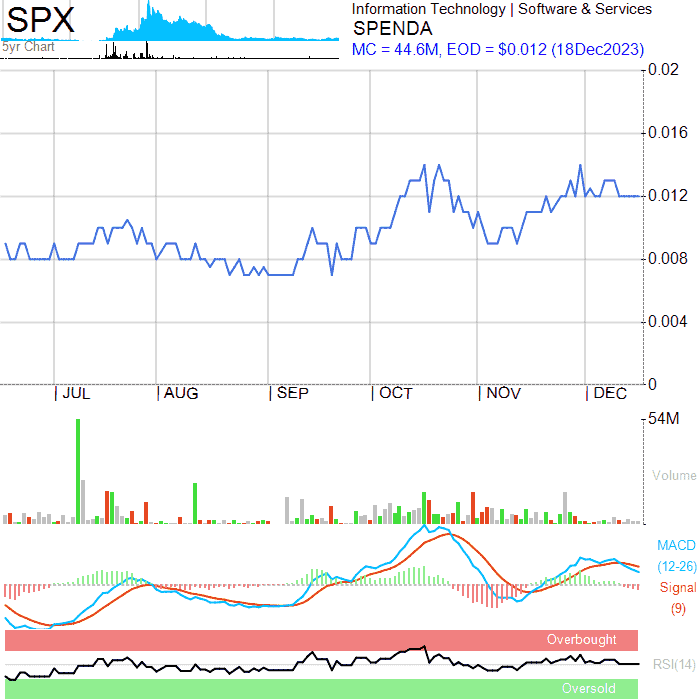 SPX
5yr Chart
Information Technology | Software & Services
SPENDA
MC = 44.6M, EOD = $0.012 (18Dec2023)
0.02
0.016
0.012
0.008
0.004
0
JUL AUG SEP OCT NOV DEC
54M
Volume
MACD
(12-26)
Signal
(9)
Overbought
RSI(14)
Oversold